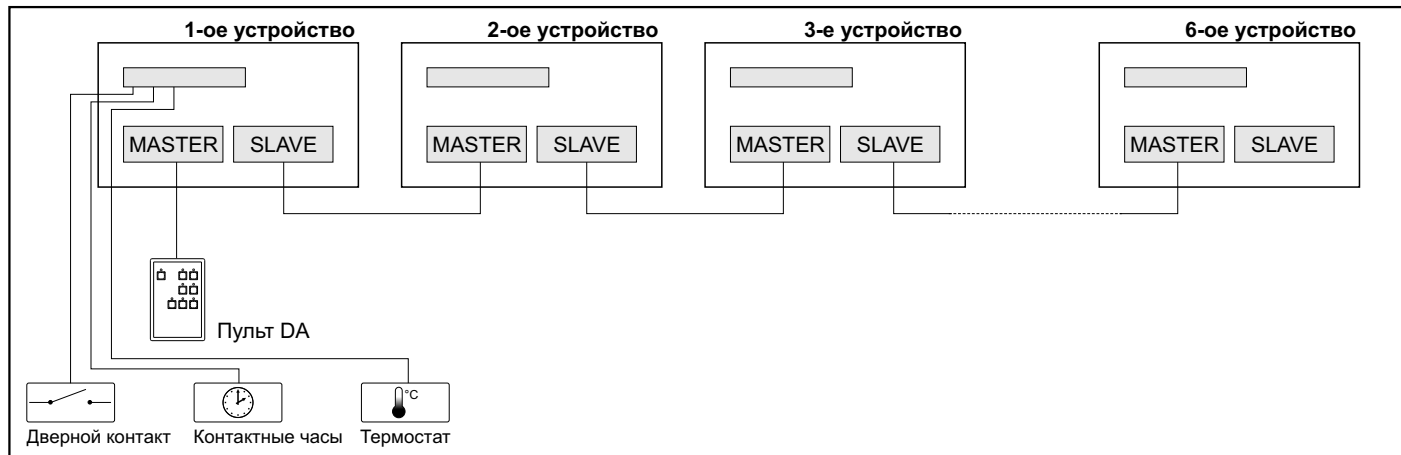 1-ое устройство 2-ое устройство 3-е устройство 6-ое устройство
MASTER SLAVE MASTER SLAVE MASTER SLAVE MASTER SLAVE
Пульт DA
°C
Дверной контакт Контактные часы Термостат